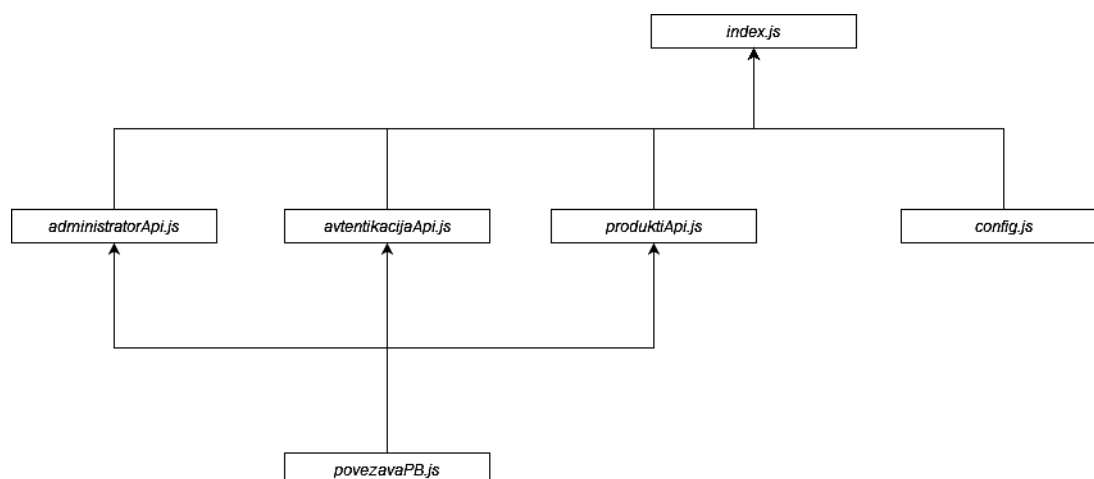 index.js
administratorApi.js
avtentikacijaApi.js
produktiApi.js
config.js
povezavaPB.js